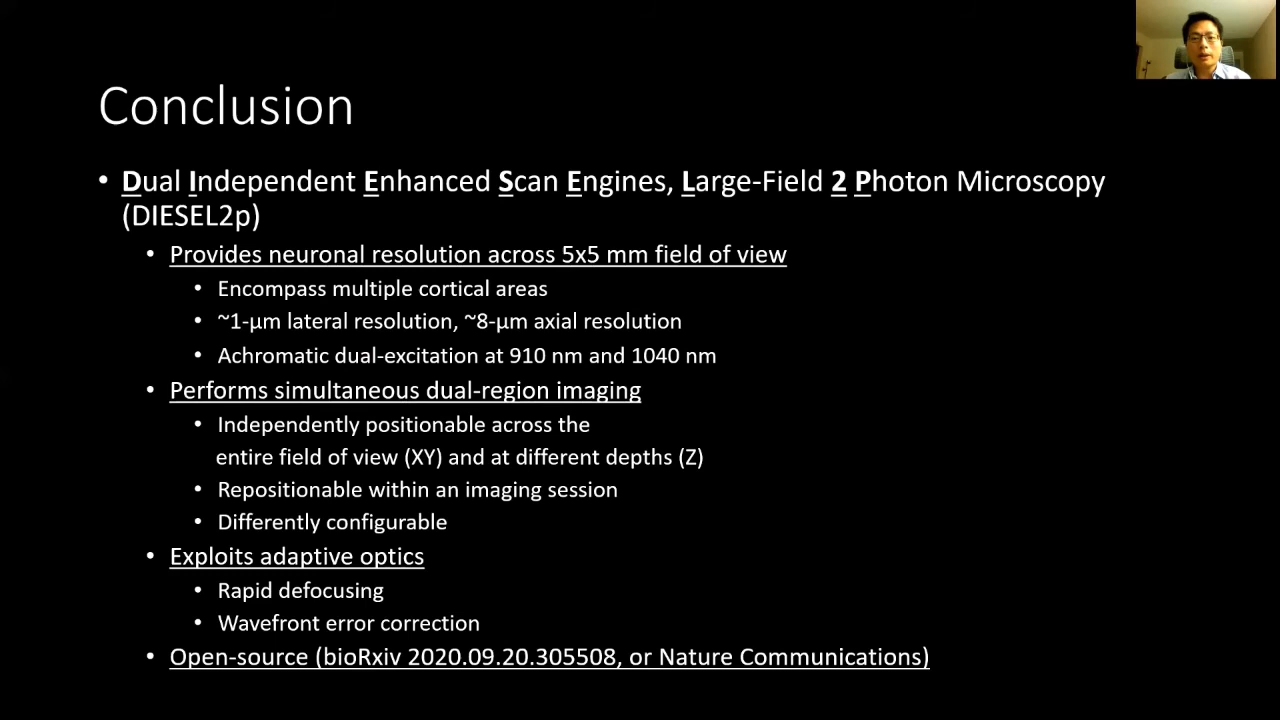 Conclusion
• Dual Independent Enhanced Scan Engines, Large-Field 2 Photon Microscopy
(DIESEL2p)
• Provides neuronal resolution across 5x5 mm field of view
• Encompass multiple cortical areas
• ~1-μm lateral resolution, ~8-μm axial resolution
• Achromatic dual-excitation at 910 nm and 1040 nm
• Performs simultaneous dual-region imaging
• Independently positionable across the
entire field of view (XY) and at different depths (Z)
• Repositionable within an imaging session
• Differently configurable
• Exploits adaptive optics
• Rapid defocusing
• Wavefront error correction
• Open-source (bioRxiv 2020.09.20.305508, or Nature Communications)